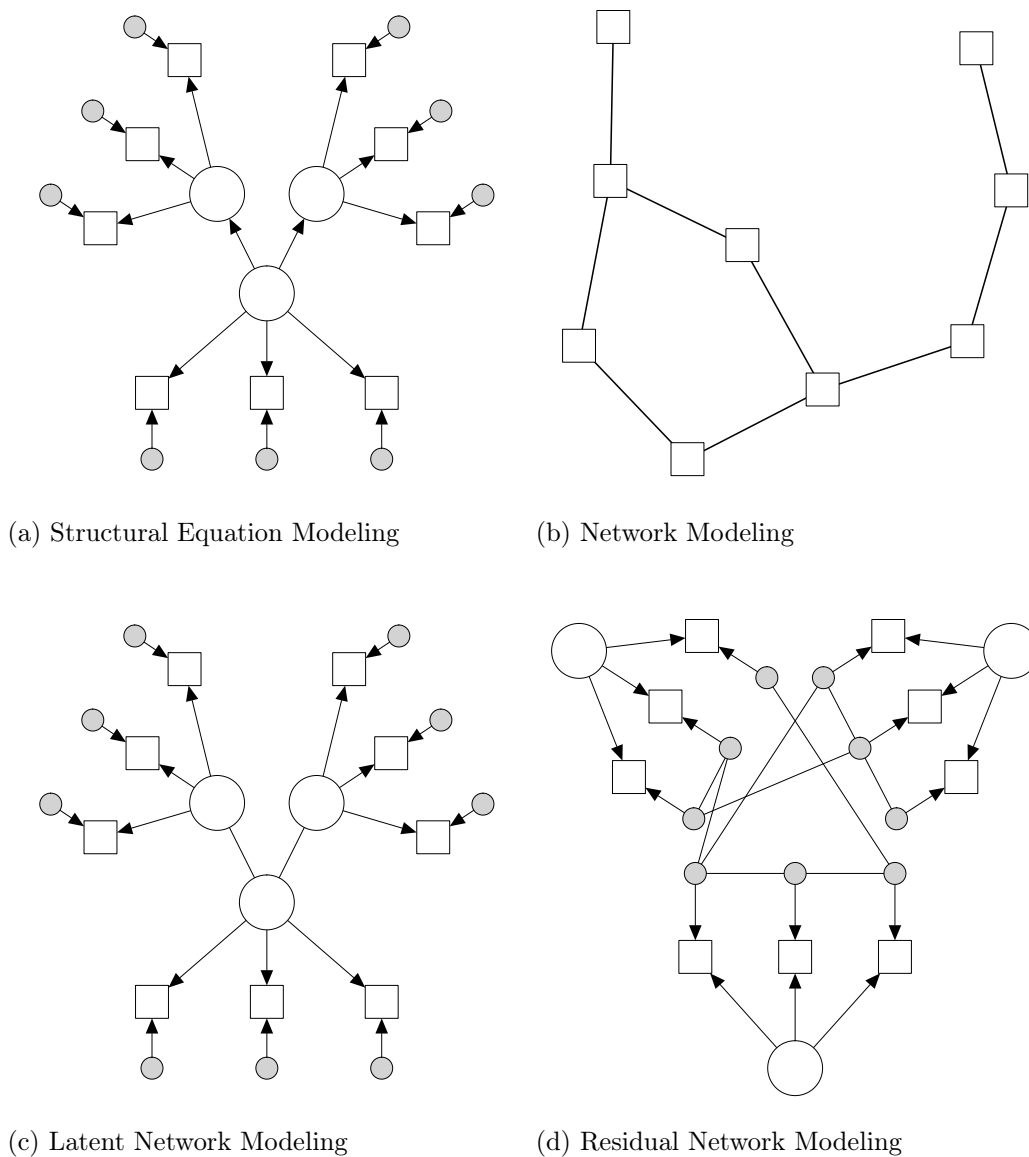 (a) Structural Equation Modeling
(b) Network Modeling
(c) Latent Network Modeling
(d) Residual Network Modeling